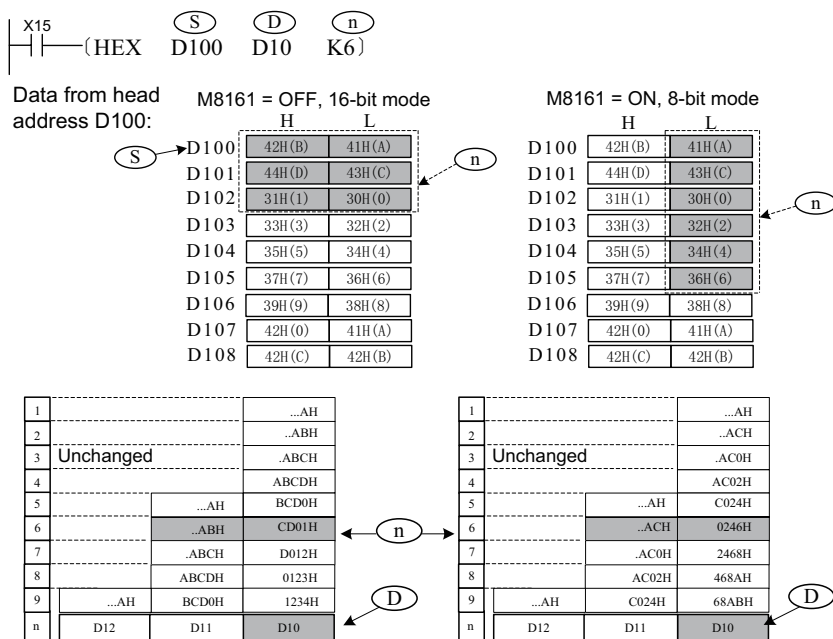 X15 S D n
(HEX D100 D10 K6)
Data from head
address D100:
M8161 = OFF, 16-bit mode
H L
S D100 42H(B) 41H(A)
D101 44H(D) 43H(C) n
D102 31H(1) 30H(0)
D103 33H(3) 32H(2)
D104 35H(5) 34H(4)
D105 37H(7) 36H(6)
D106 39H(9) 38H(8)
D107 42H(0) 41H(A)
D108 42H(C) 42H(B)
M8161 = ON, 8-bit mode
H L
D100 42H(B) 41H(A)
D101 44H(D) 43H(C)
D102 31H(1) 30H(0) n
D103 33H(3) 32H(2)
D104 35H(5) 34H(4)
D105 37H(7) 36H(6)
D106 39H(9) 38H(8)
D107 42H(0) 41H(A)
D108 42H(C) 42H(B)
1 ...AH
2 ..ABH
3 Unchanged .ABCH
4 ABCDH
5 ...AH BCD0H
6 ..ABH CD01H n
7 .ABCH D012H
8 ABCDH 0123H
9 ...AH BCD0H 1234H D
n D12 D11 D10
1 ...AH
2 ..ACH
3 Unchanged .AC0H
4 AC02H
5 ...AH C024H
6 ..ACH 0246H
7 .AC0H 2468H
8 AC02H 468AH
9 ...AH C024H 68ABH D
n D12 D11 D10